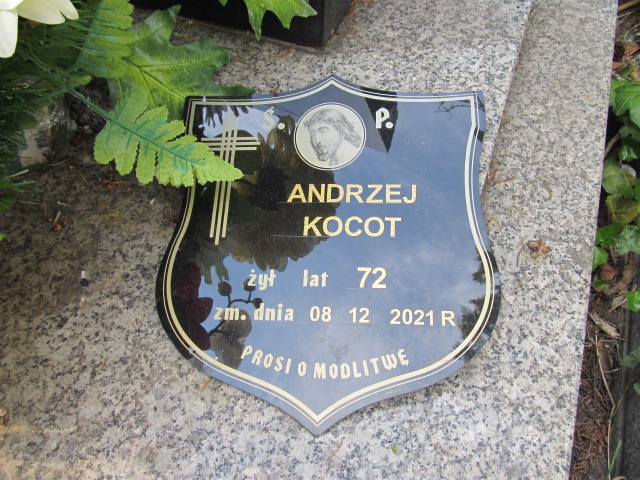 Ś. P.
ANDRZEJ
KOCOT
żył lat 72
zm. dnia 08 12 2021 R
PROSI O MODLITWĘ